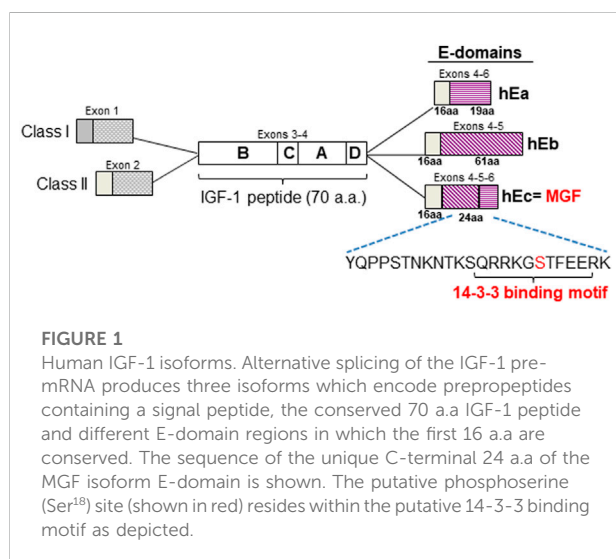 E-domains
Exons 4-6
hEa
16aa 19aa
Exon 1
Class I
Exons 3-4
B C A D
IGF-1 peptide (70 a.a.)
Exons 4-5
hEb
16aa 61aa
Exon 2
Class II
Exons 4-5-6
hEc= MGF
16aa 24aa
YQPPSTNKNTKSQRRKGSTFEERK
14-3-3 binding motif
FIGURE 1
Human IGF-1 isoforms. Alternative splicing of the IGF-1 pre-
mRNA produces three isoforms which encode prepropeptides
containing a signal peptide, the conserved 70 a.a IGF-1 peptide
and different E-domain regions in which the first 16 a.a are
conserved. The sequence of the unique C-terminal 24 a.a of the
MGF isoform E-domain is shown. The putative phosphoserine
(Ser¹⁸) site (shown in red) resides within the putative 14-3-3 binding
motif as depicted.